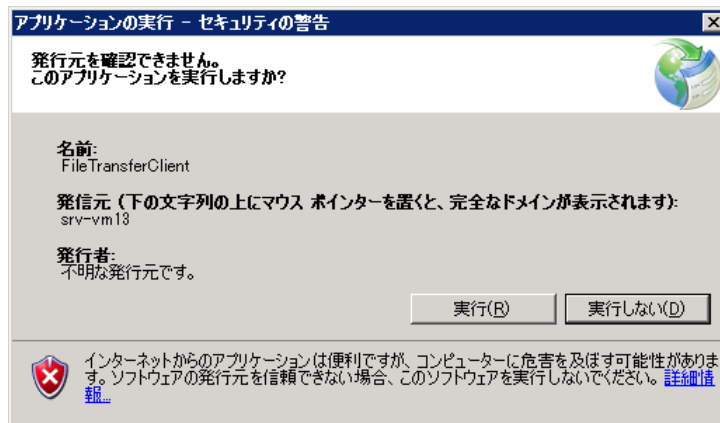 アプリケーションの実行 - セキュリティの警告
発行元を確認できません。
このアプリケーションを実行しますか?
名前:
FileTransferClient
発信元 (下の文字列の上にマウス ポインターを置くと、完全なドメインが表示されます):
srv-vm13
発行者:
不明な発行元です。
実行(R)
実行しない(D)
インターネットからのアプリケーションは便利ですが、コンピューターに危害を及ぼす可能性がありま
す。ソフトウェアの発行元を信頼できない場合、このソフトウェアを実行しないでください。詳細情
報...